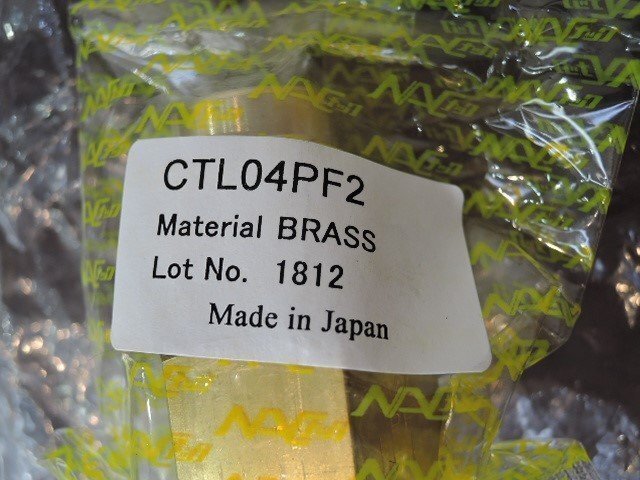 CTL04PF2
Material BRASS
Lot No. 1812
Made in Japan